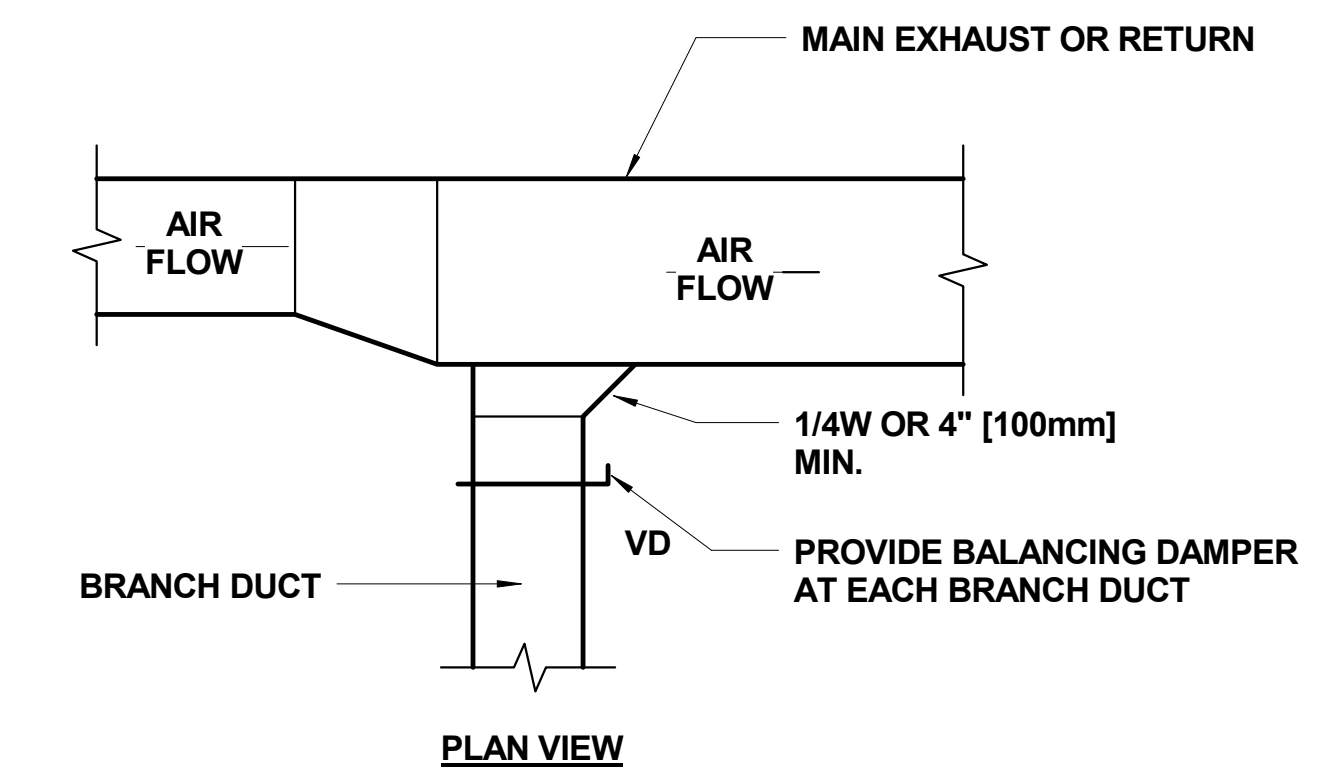 MAIN EXHAUST OR RETURN
AIR
FLOW
AIR
FLOW
1/4W OR 4" [100mm]
MIN.
VD
PROVIDE BALANCING DAMPER
AT EACH BRANCH DUCT
BRANCH DUCT
PLAN VIEW